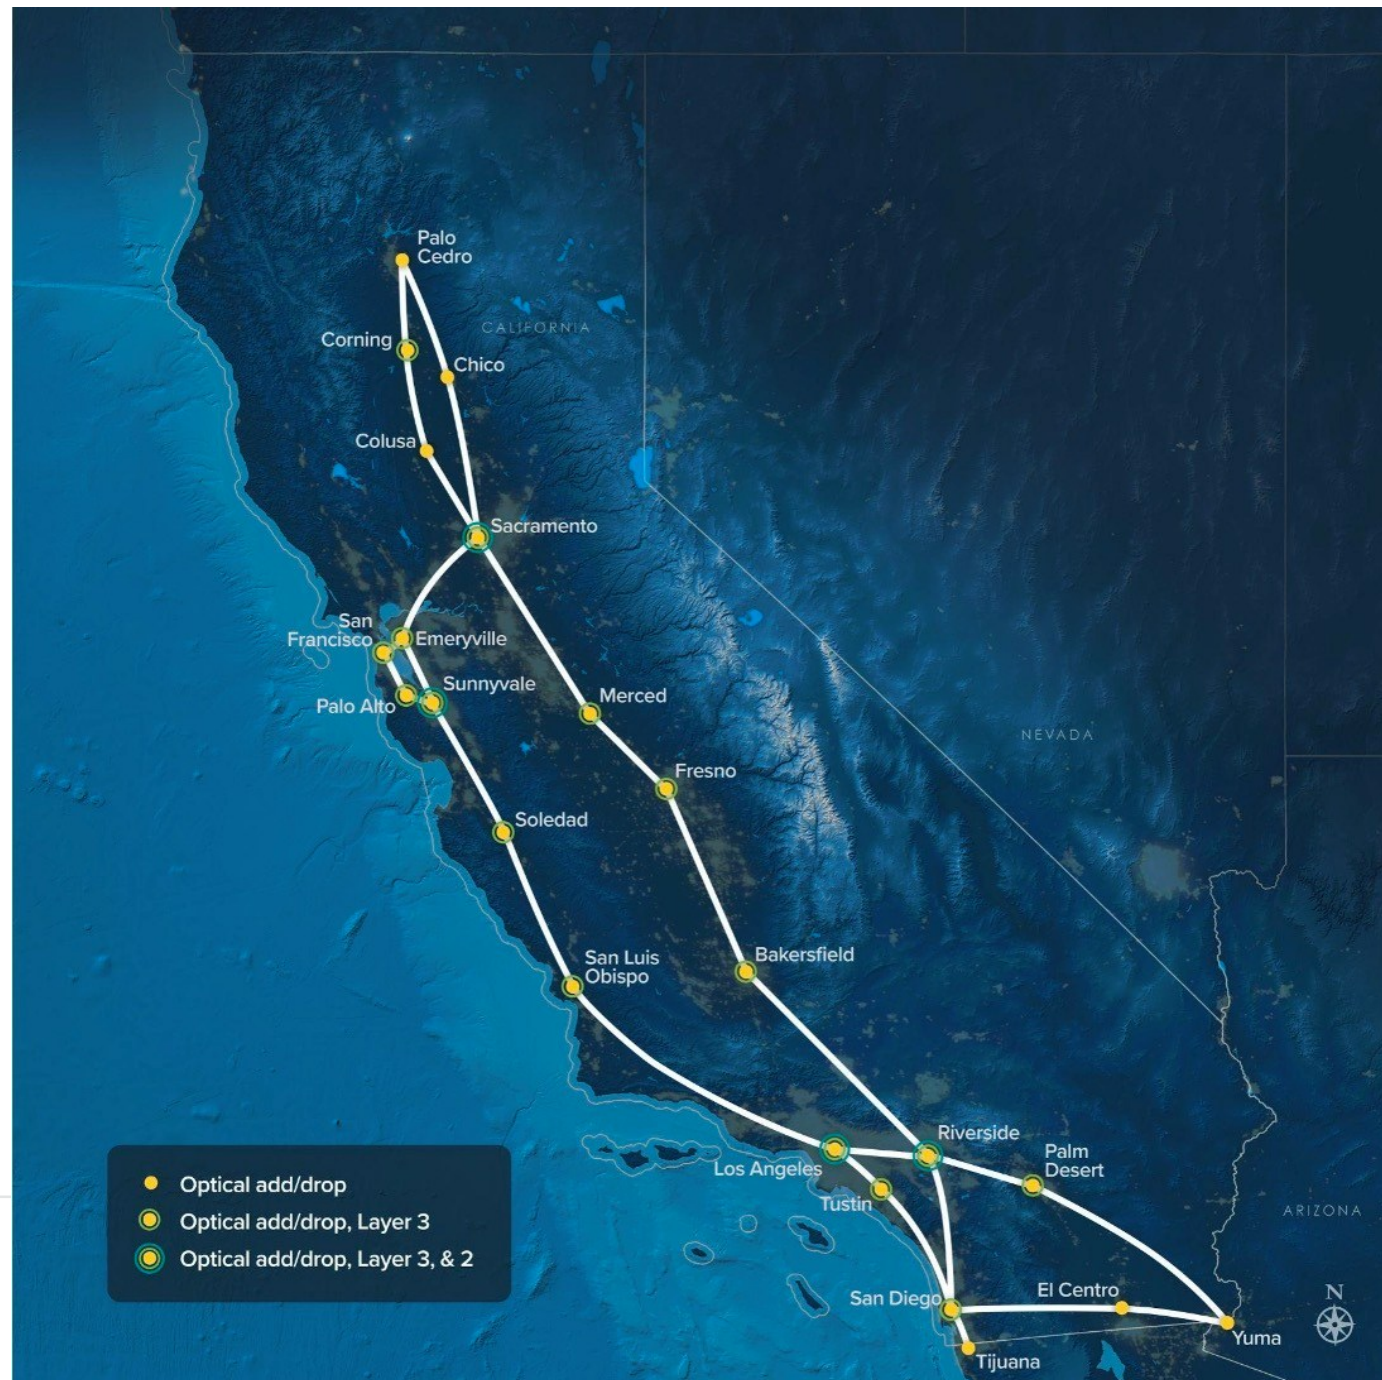 Palo
Cedro
CALIFORNIA
Corning
Chico
Colusa
Sacramento
San
Francisco
Emeryville
Sunnyvale
Palo Alto
Merced
NEVADA
Fresno
Soledad
San Luis
Obispo
Bakersfield
Riverside
Palm
Desert
Los Angeles
Tustin
ARIZONA
San Diego
El Centro
Yuma
Tijuana
N
Optical add/drop
Optical add/drop, Layer 3
Optical add/drop, Layer 3, & 2